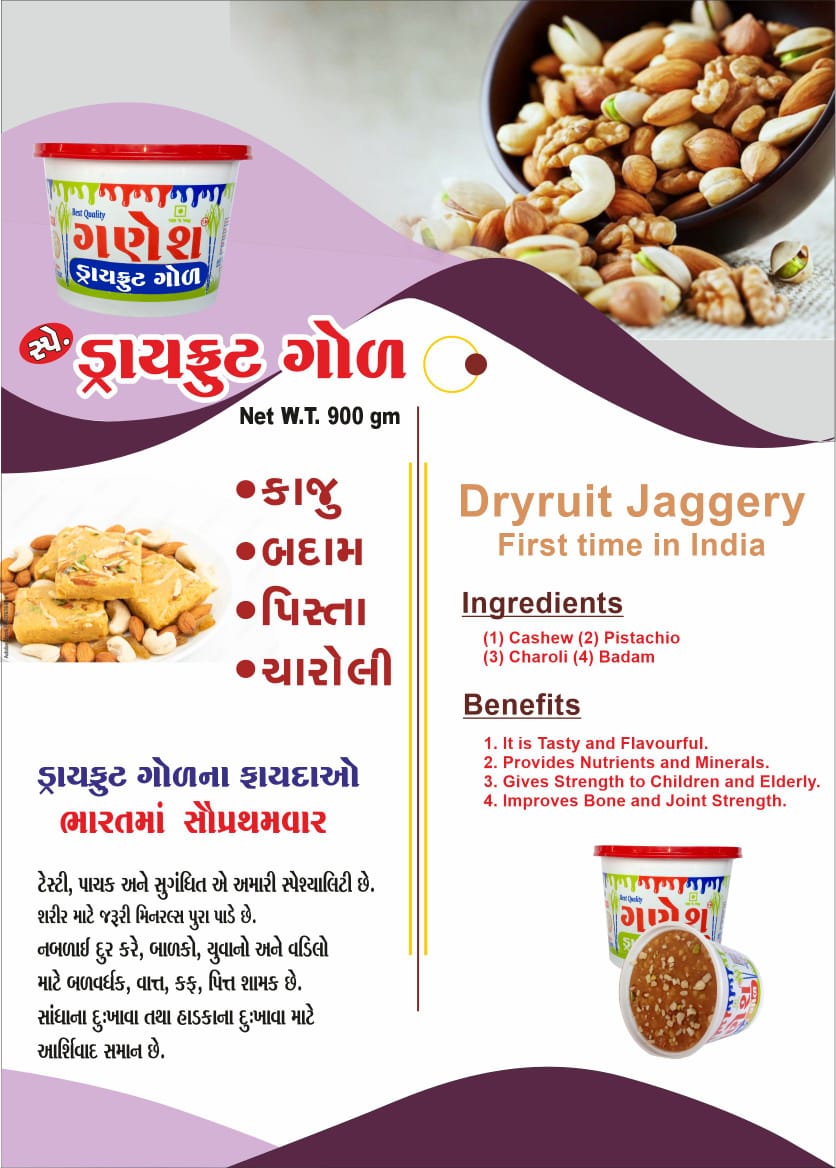 Best Quality
ગણેશ
ડ્રાયફ્રુટ ગોળ
સ્પે. ડ્રાયફ્રુટ ગોળ
Net W.T. 900 gm
•કાજુ
•બદામ
•પિસ્તા
•ચારોલી
ડ્રાયફ્રુટ ગોળના ફાયદાઓ
ભારતમાં સૌપ્રથમવાર
ટેસ્ટી, પાચક અને સુગંધિત એ અમારી સ્પેશ્યાલિટી છે.
શરીર માટે જરૂરી મિનરલ્સ પુરા પાડે છે.
નબળાઈ દુર કરે, બાળકો, યુવાનો અને વડિલો
માટે બળવર્ધક, વાત્ત, કફ, પિત્ત શામક છે.
સાંધાના દુઃખાવા તથા હાડકાના દુઃખાવા માટે
આર્શિવાદ સમાન છે.
Dryruit Jaggery
First time in India
Ingredients
(1) Cashew (2) Pistachio
(3) Charoli (4) Badam
Benefits
1. It is Tasty and Flavourful.
2. Provides Nutrients and Minerals.
3. Gives Strength to Children and Elderly.
4. Improves Bone and Joint Strength.
Best Quality
ગણેશ